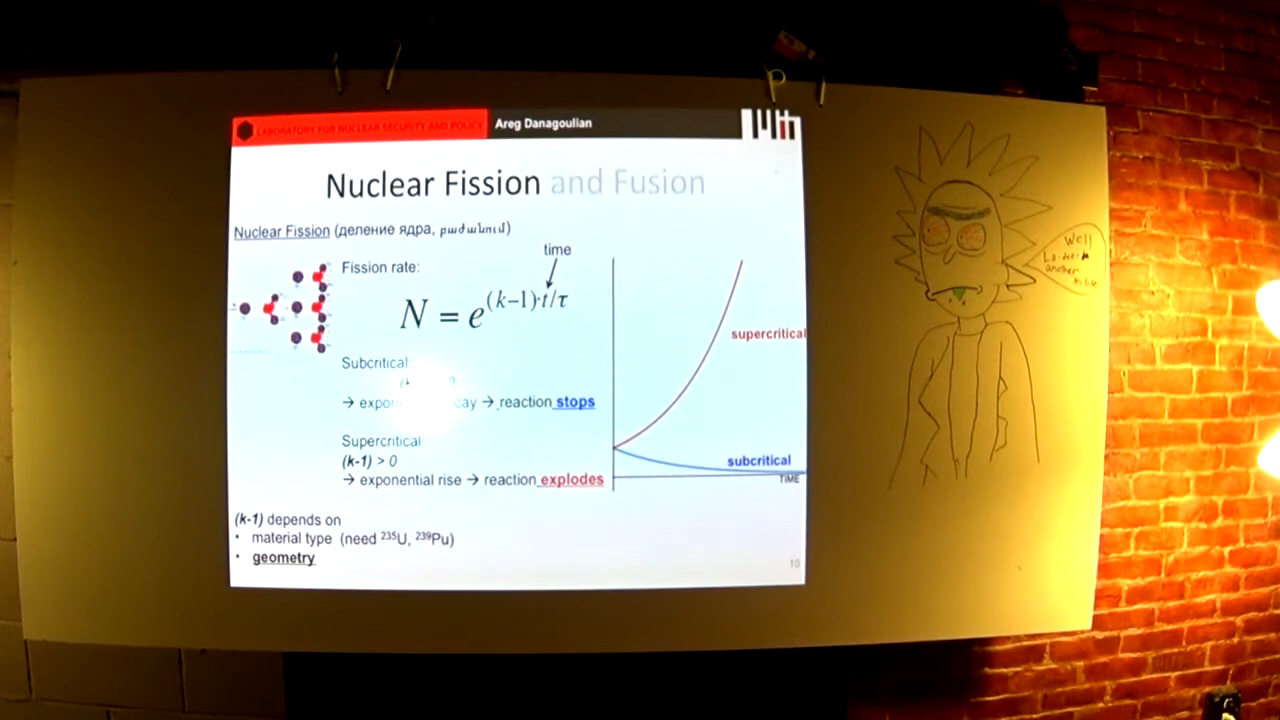 LABORATORY FOR NUCLEAR SECURITY AND POLICY
Areg Danagoulian
Nuclear Fission and Fusion
Nuclear Fission (деление ядра, բաժանում)
time
Fission rate:
N = e^{(k−1)·t/τ}
Subcritical
→ expon ay → reaction stops
Supercritical
(k-1) > 0
→ exponential rise → reaction explodes
supercritical
subcritical
TIME
(k-1) depends on
• material type (need ²³⁵U, ²³⁹Pu)
• geometry
10
Well
another